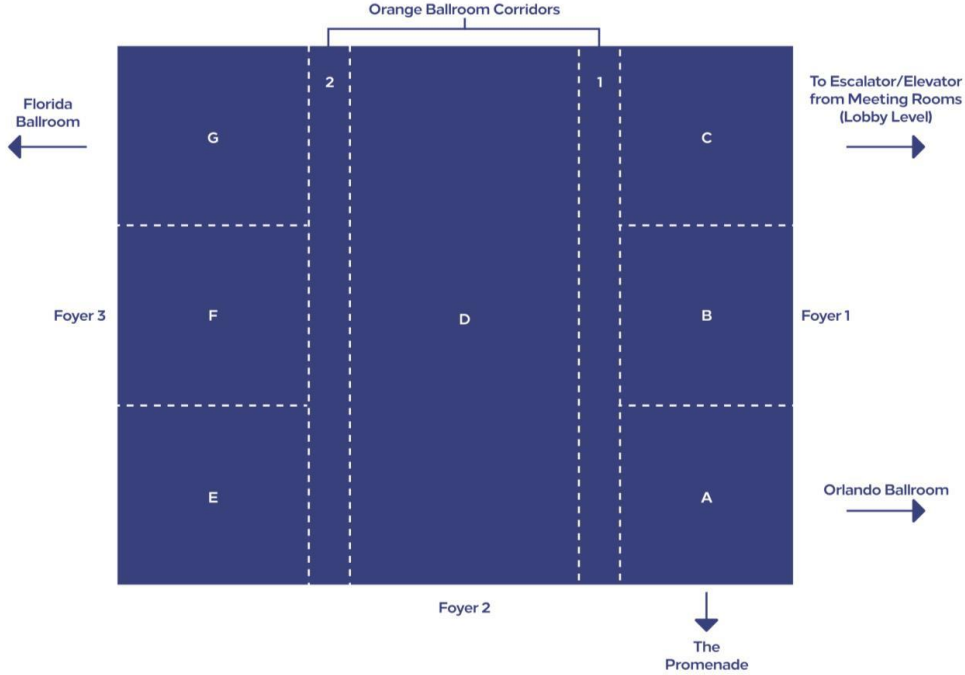 Orange Ballroom Corridors
2
1
To Escalator/Elevator
from Meeting Rooms
(Lobby Level)
Florida
Ballroom
G
C
Foyer 3
F
D
B
Foyer 1
E
A
Orlando Ballroom
Foyer 2
The
Promenade